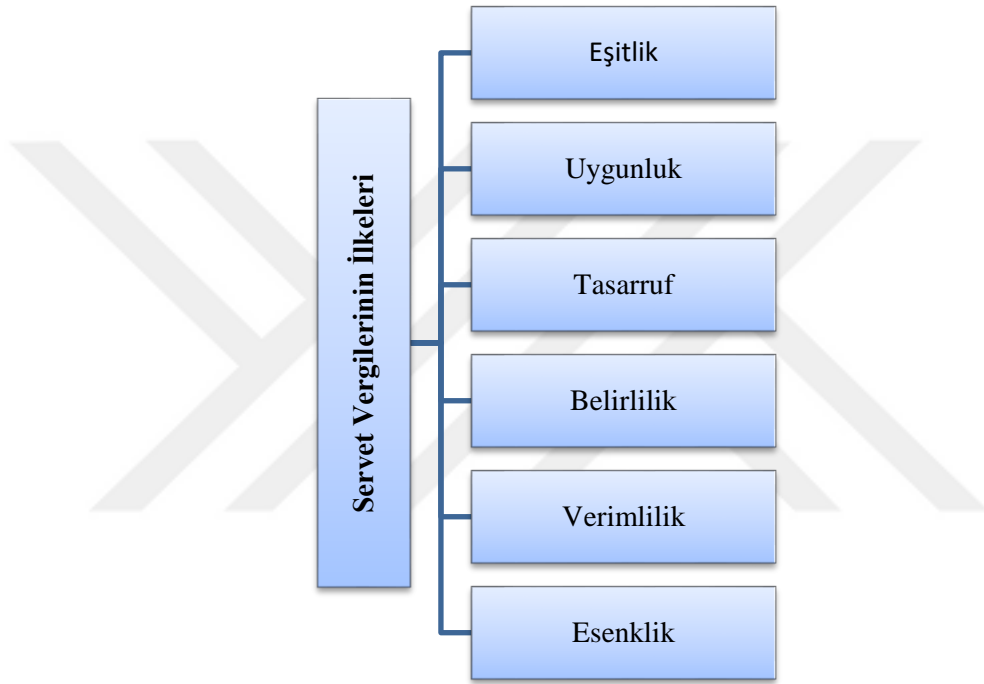 Servet Vergilerinin İlkeleri
Eşitlik
Uygunluk
Tasarruf
Belirlilik
Verimlilik
Esenklik